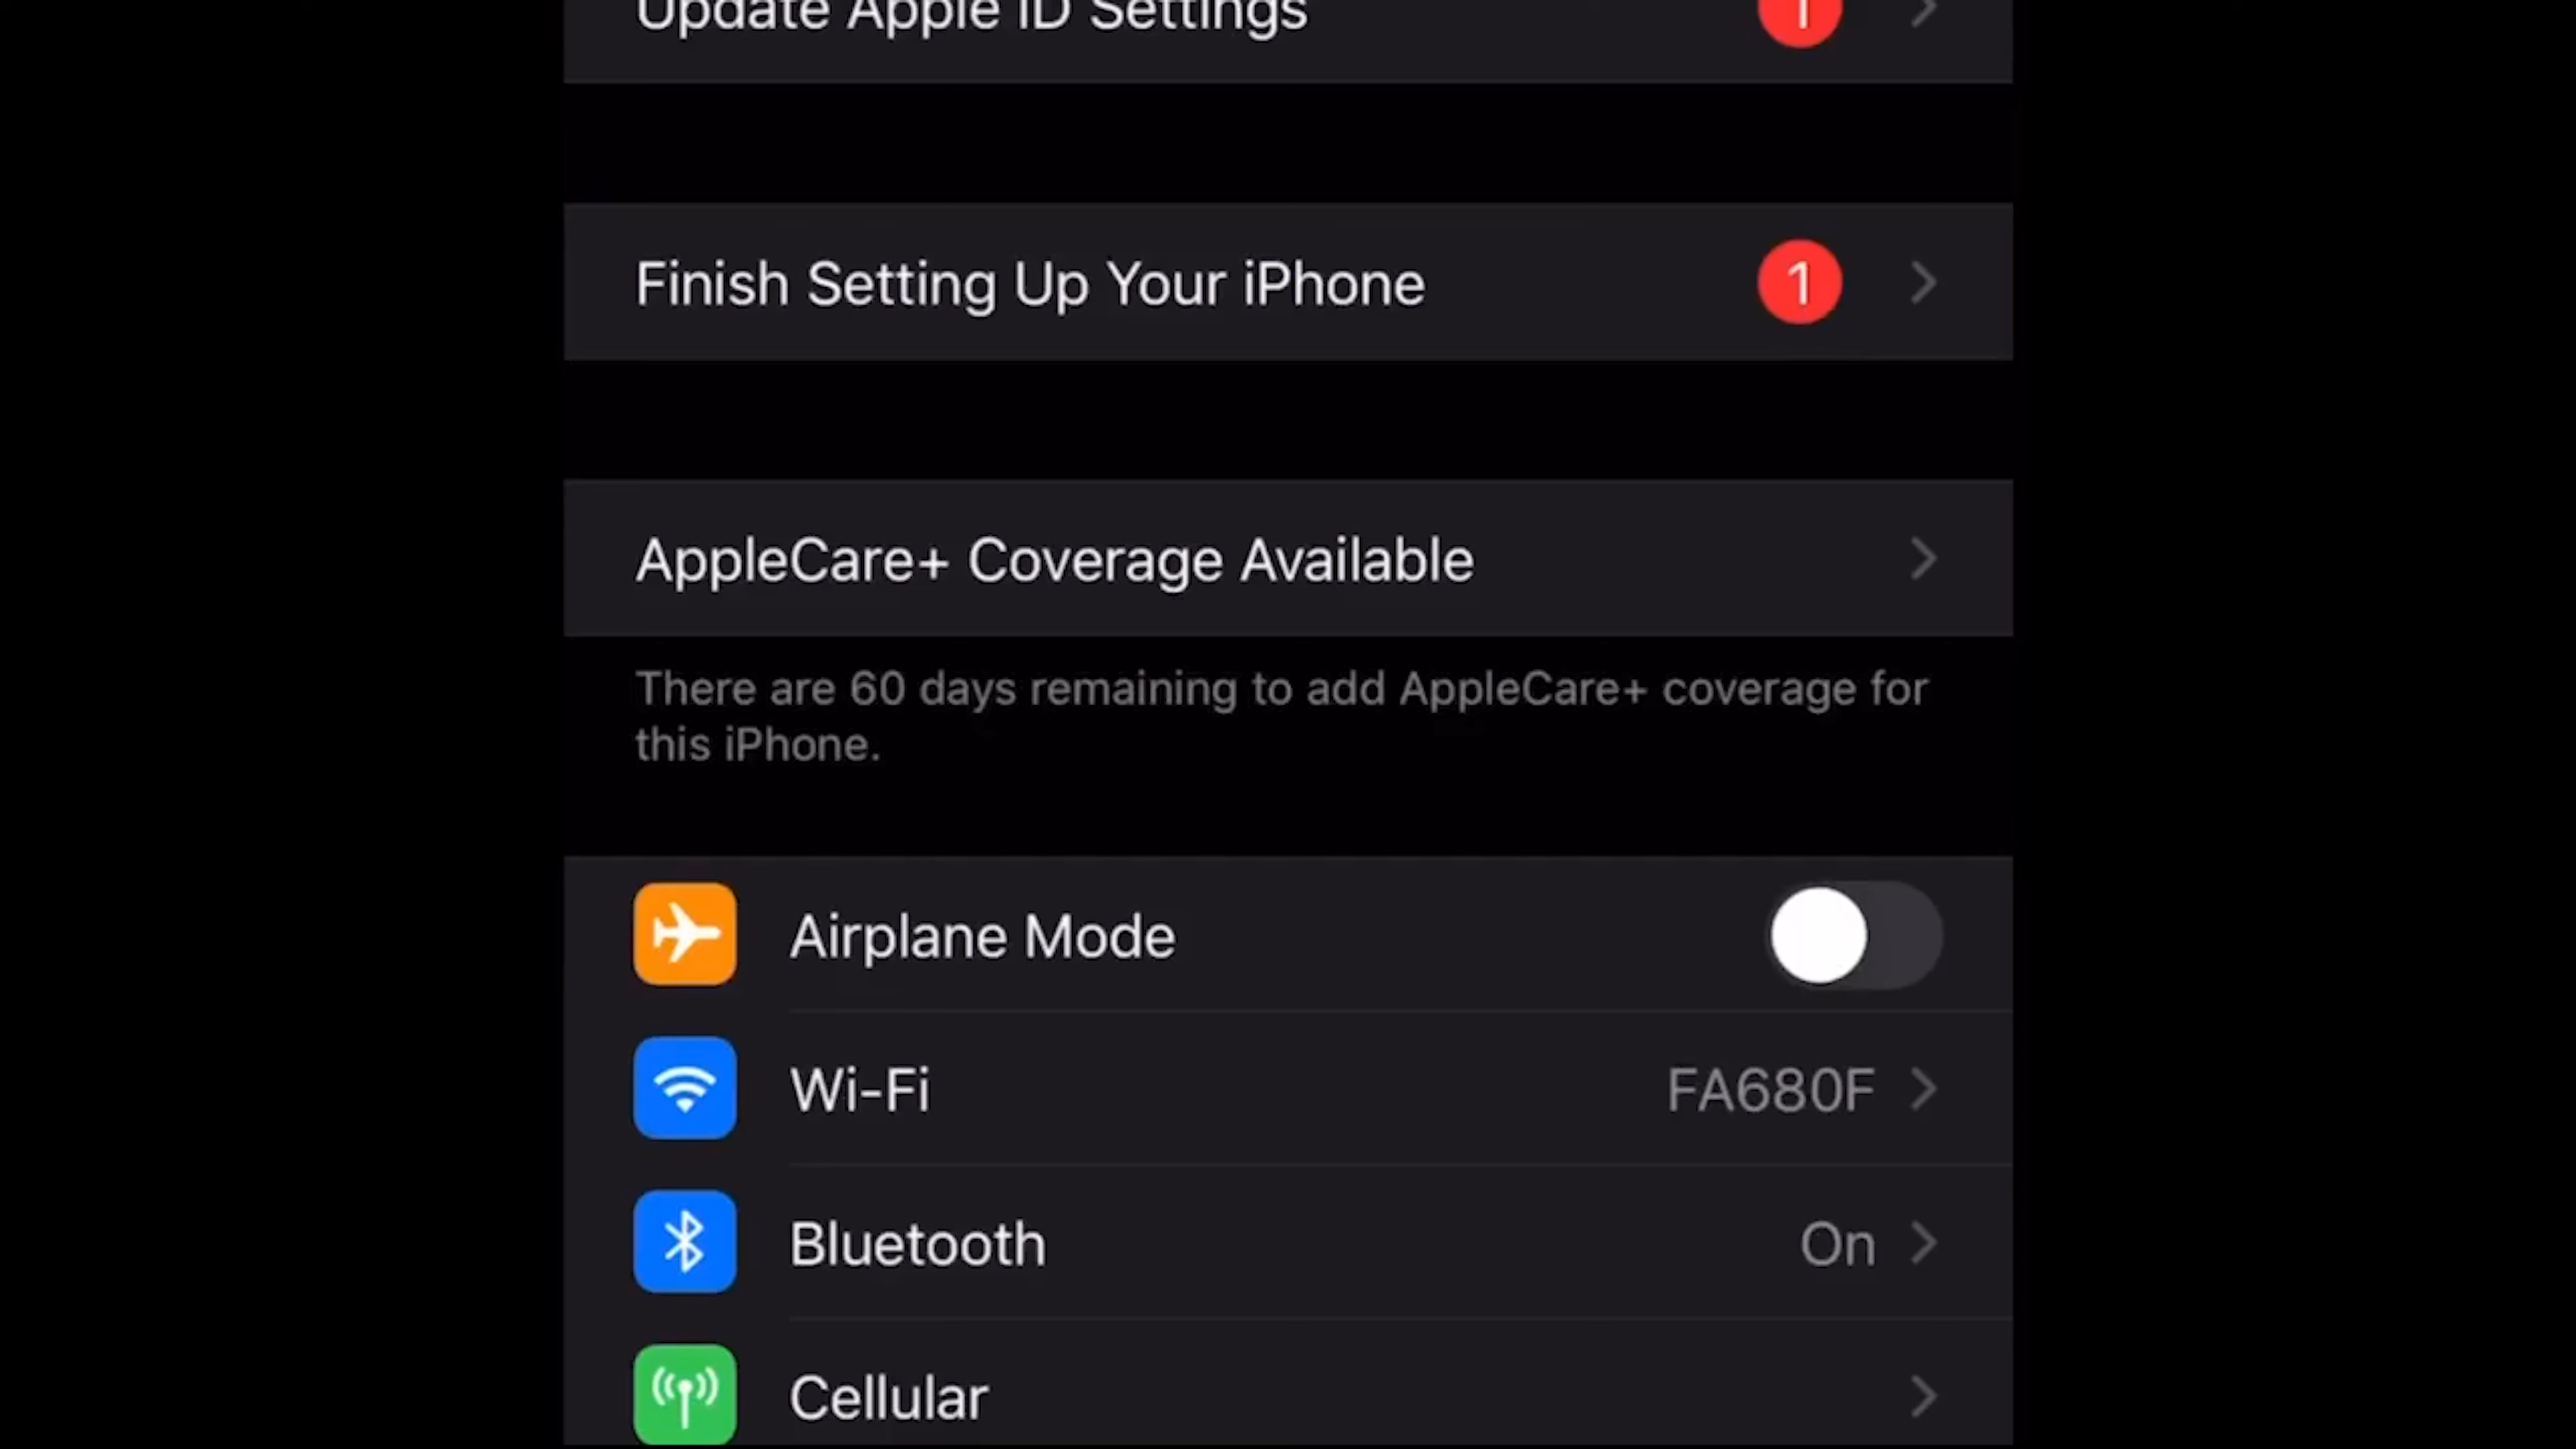 Update Apple ID Settings
1
Finish Setting Up Your iPhone
1
AppleCare+ Coverage Available
There are 60 days remaining to add AppleCare+ coverage for
this iPhone.
Airplane Mode
Wi-Fi
FA680F
Bluetooth
On
Cellular